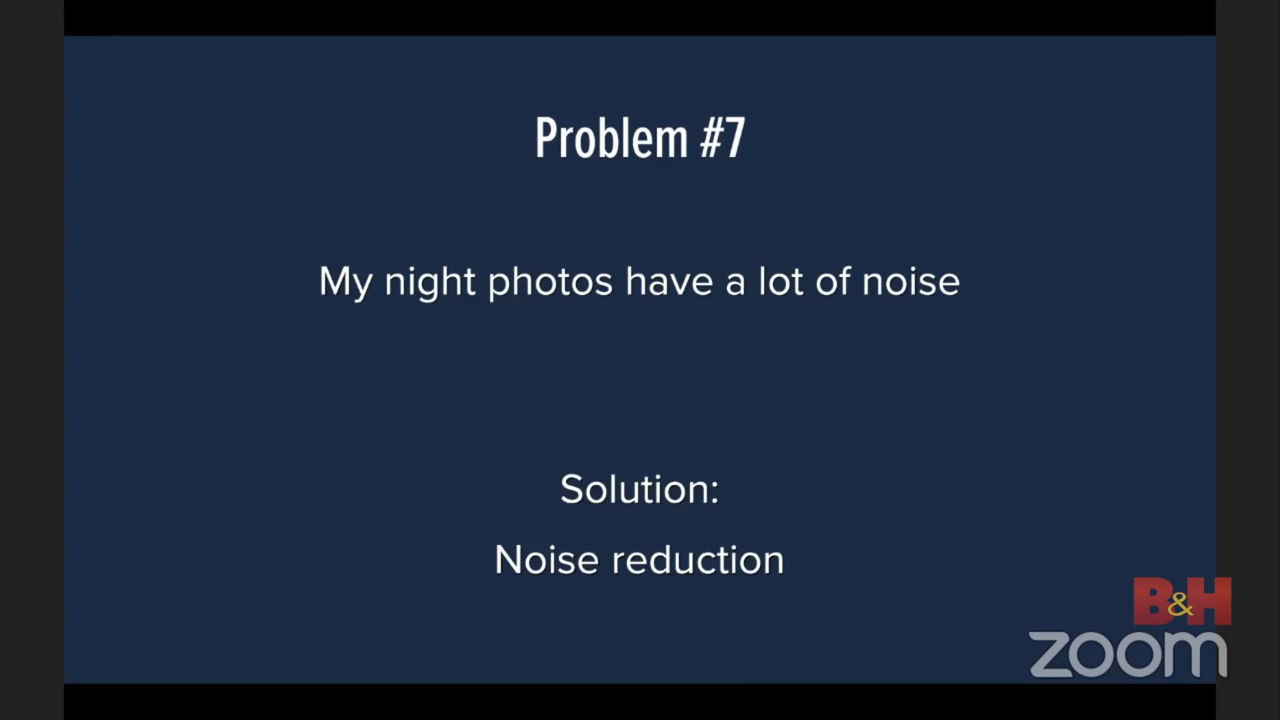 Problem #7
My night photos have a lot of noise
Solution:
Noise reduction
B&H
zoom